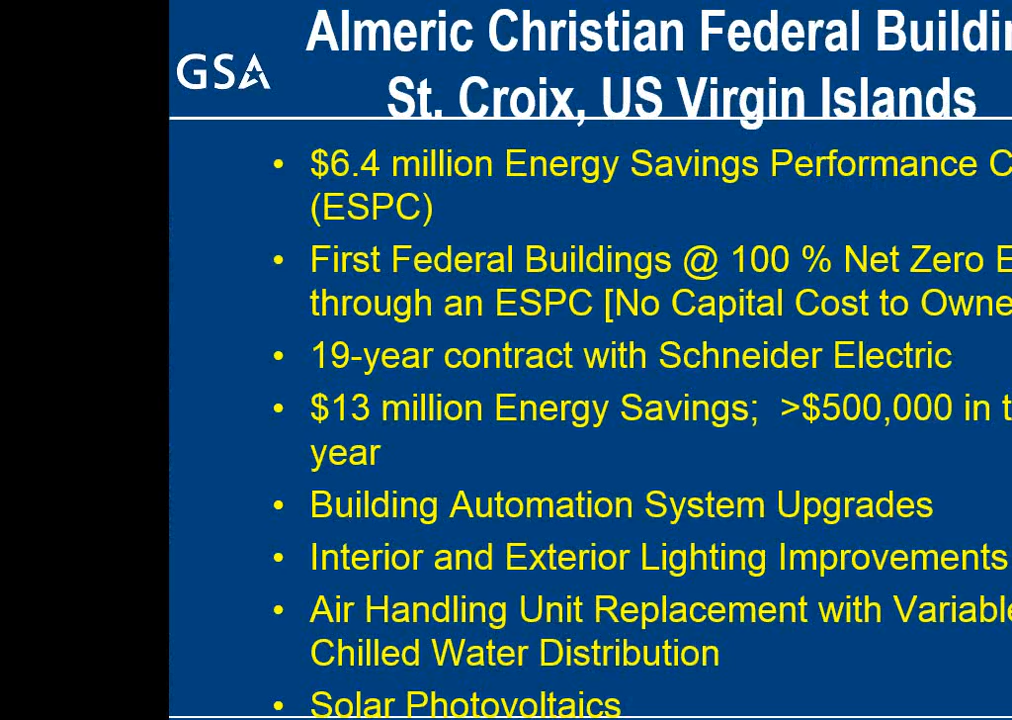 Almeric Christian Federal Buildin
GSA
St. Croix, US Virgin Islands
• $6.4 million Energy Savings Performance C
(ESPC)
• First Federal Buildings @ 100 % Net Zero E
through an ESPC [No Capital Cost to Owne
• 19-year contract with Schneider Electric
• $13 million Energy Savings;  >$500,000 in t
year
• Building Automation System Upgrades
• Interior and Exterior Lighting Improvements
• Air Handling Unit Replacement with Variable
Chilled Water Distribution
• Solar Photovoltaics